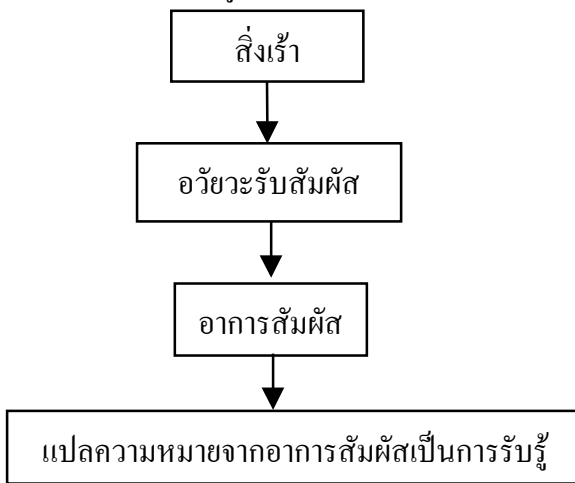 สิ่งเร้า
อวัยวะรับสัมผัส
อาการสัมผัส
แปลความหมายจากอาการสัมผัสเป็นการรับรู้